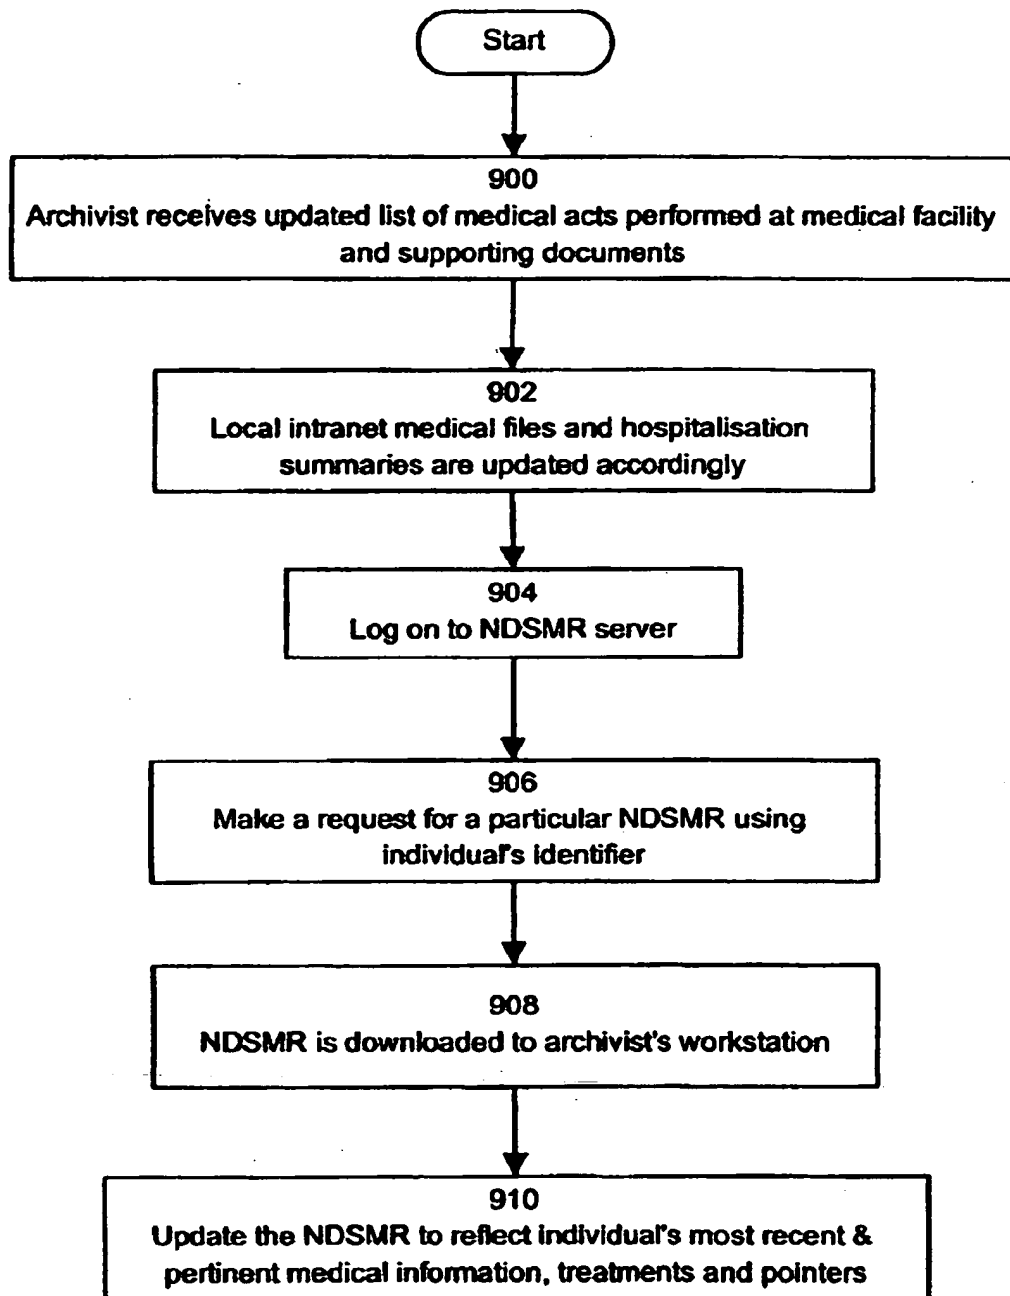 Start
900
Archivist receives updated list of medical acts performed at medical facility
and supporting documents
902
Local intranet medical files and hospitalisation
summaries are updated accordingly
904
Log on to NDSMR server
906
Make a request for a particular NDSMR using
individual's identifier
908
NDSMR is downloaded to archivist's workstation
910
Update the NDSMR to reflect individual's most recent &
pertinent medical information, treatments and pointers